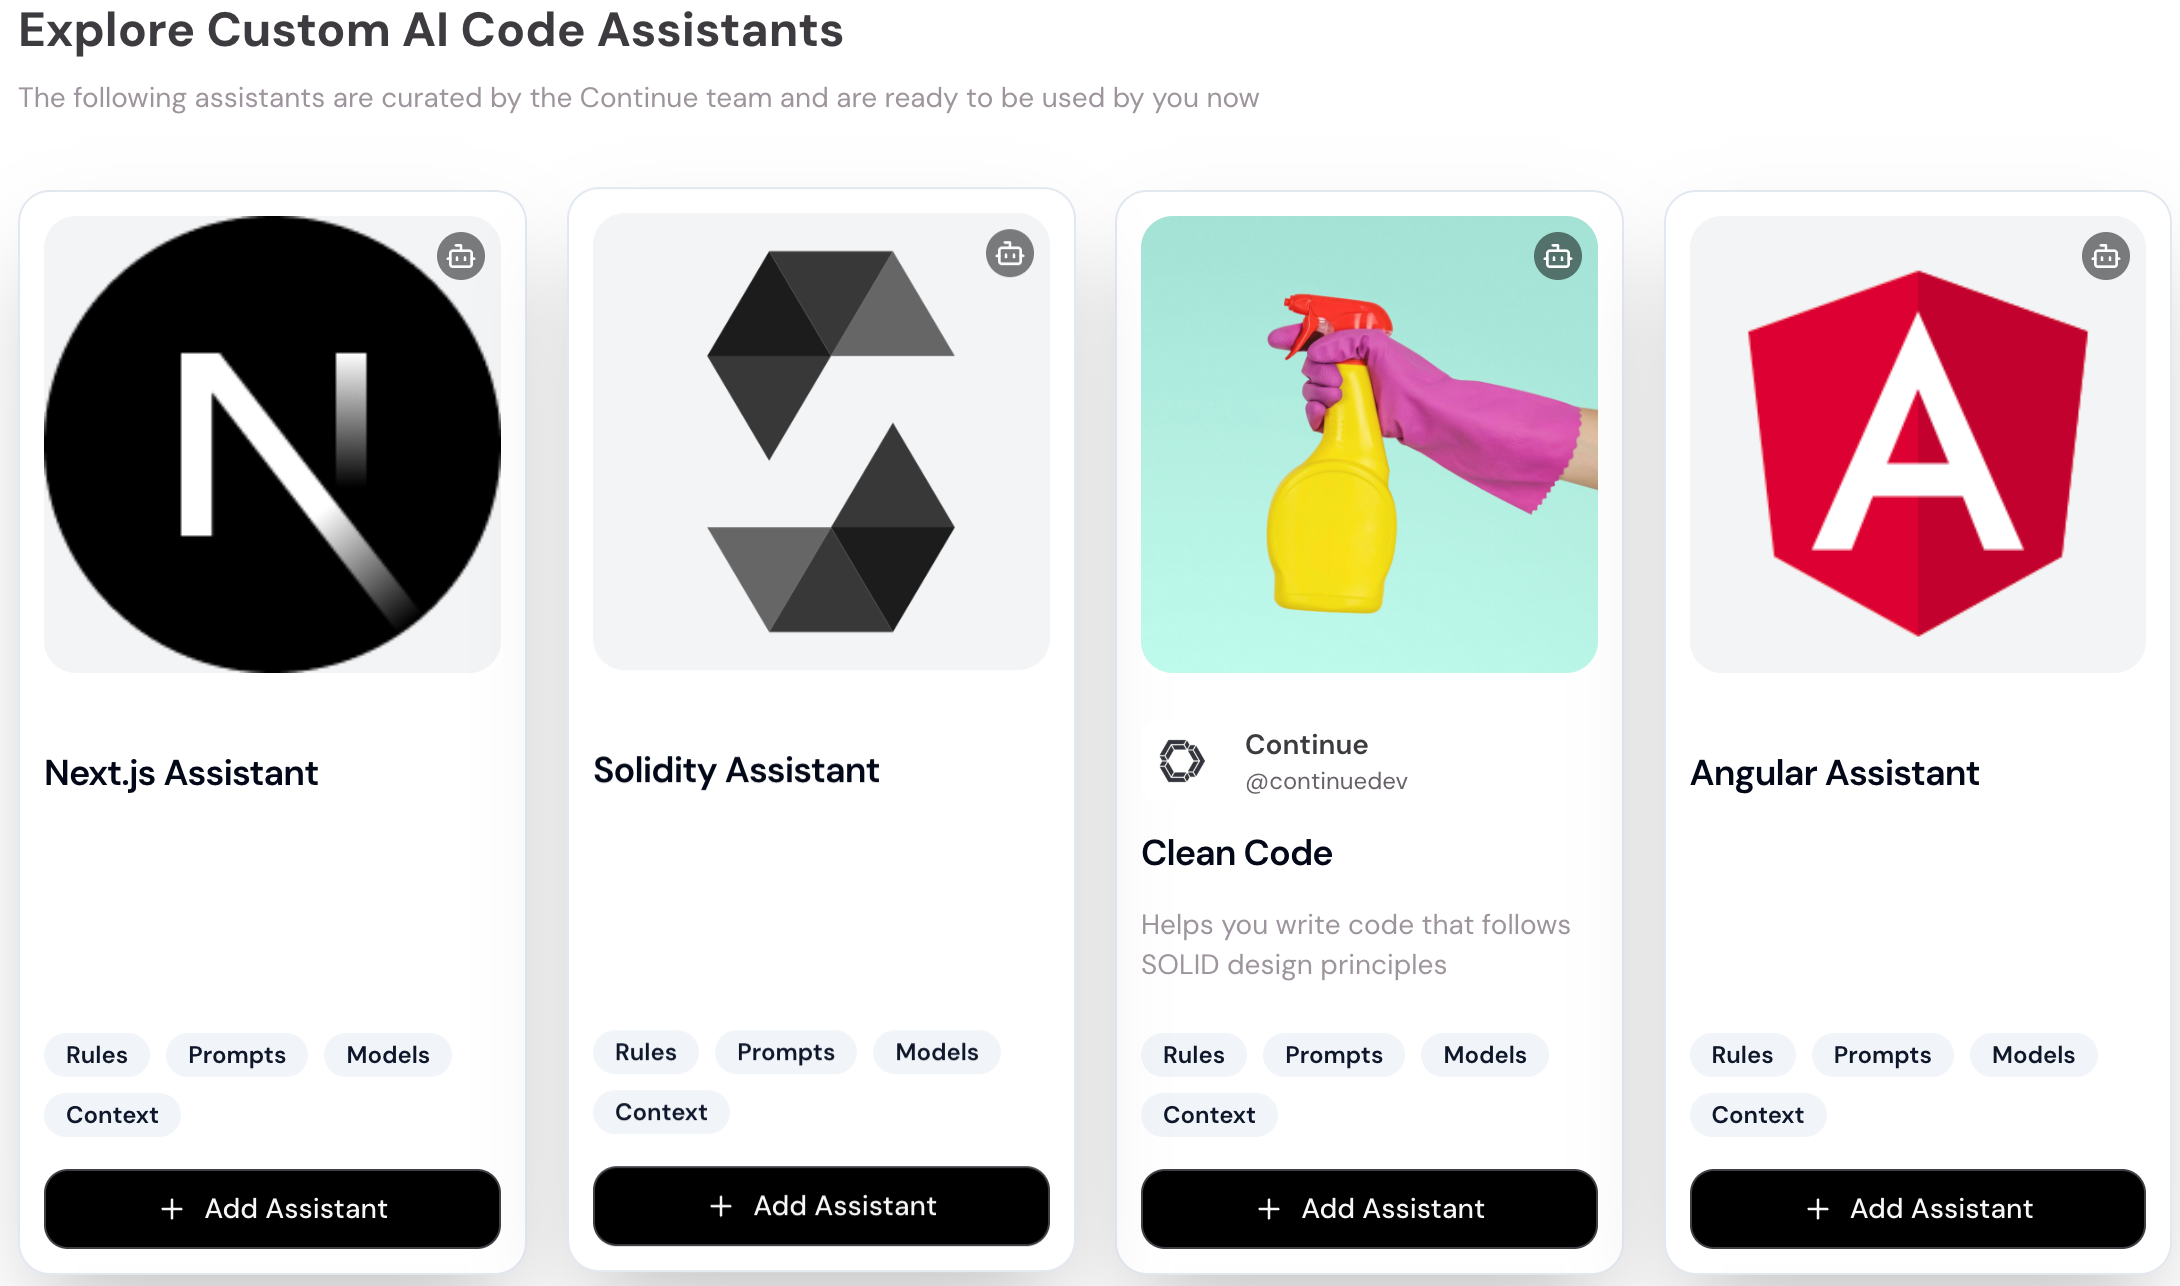 Explore Custom AI Code Assistants
The following assistants are curated by the Continue team and are ready to be used by you now
Next.js Assistant
Rules Prompts Models
Context
+ Add Assistant
Solidity Assistant
Rules Prompts Models
Context
+ Add Assistant
Continue
@continuedev
Clean Code
Helps you write code that follows
SOLID design principles
Rules Prompts Models
Context
+ Add Assistant
Angular Assistant
Rules Prompts Models
Context
+ Add Assistant